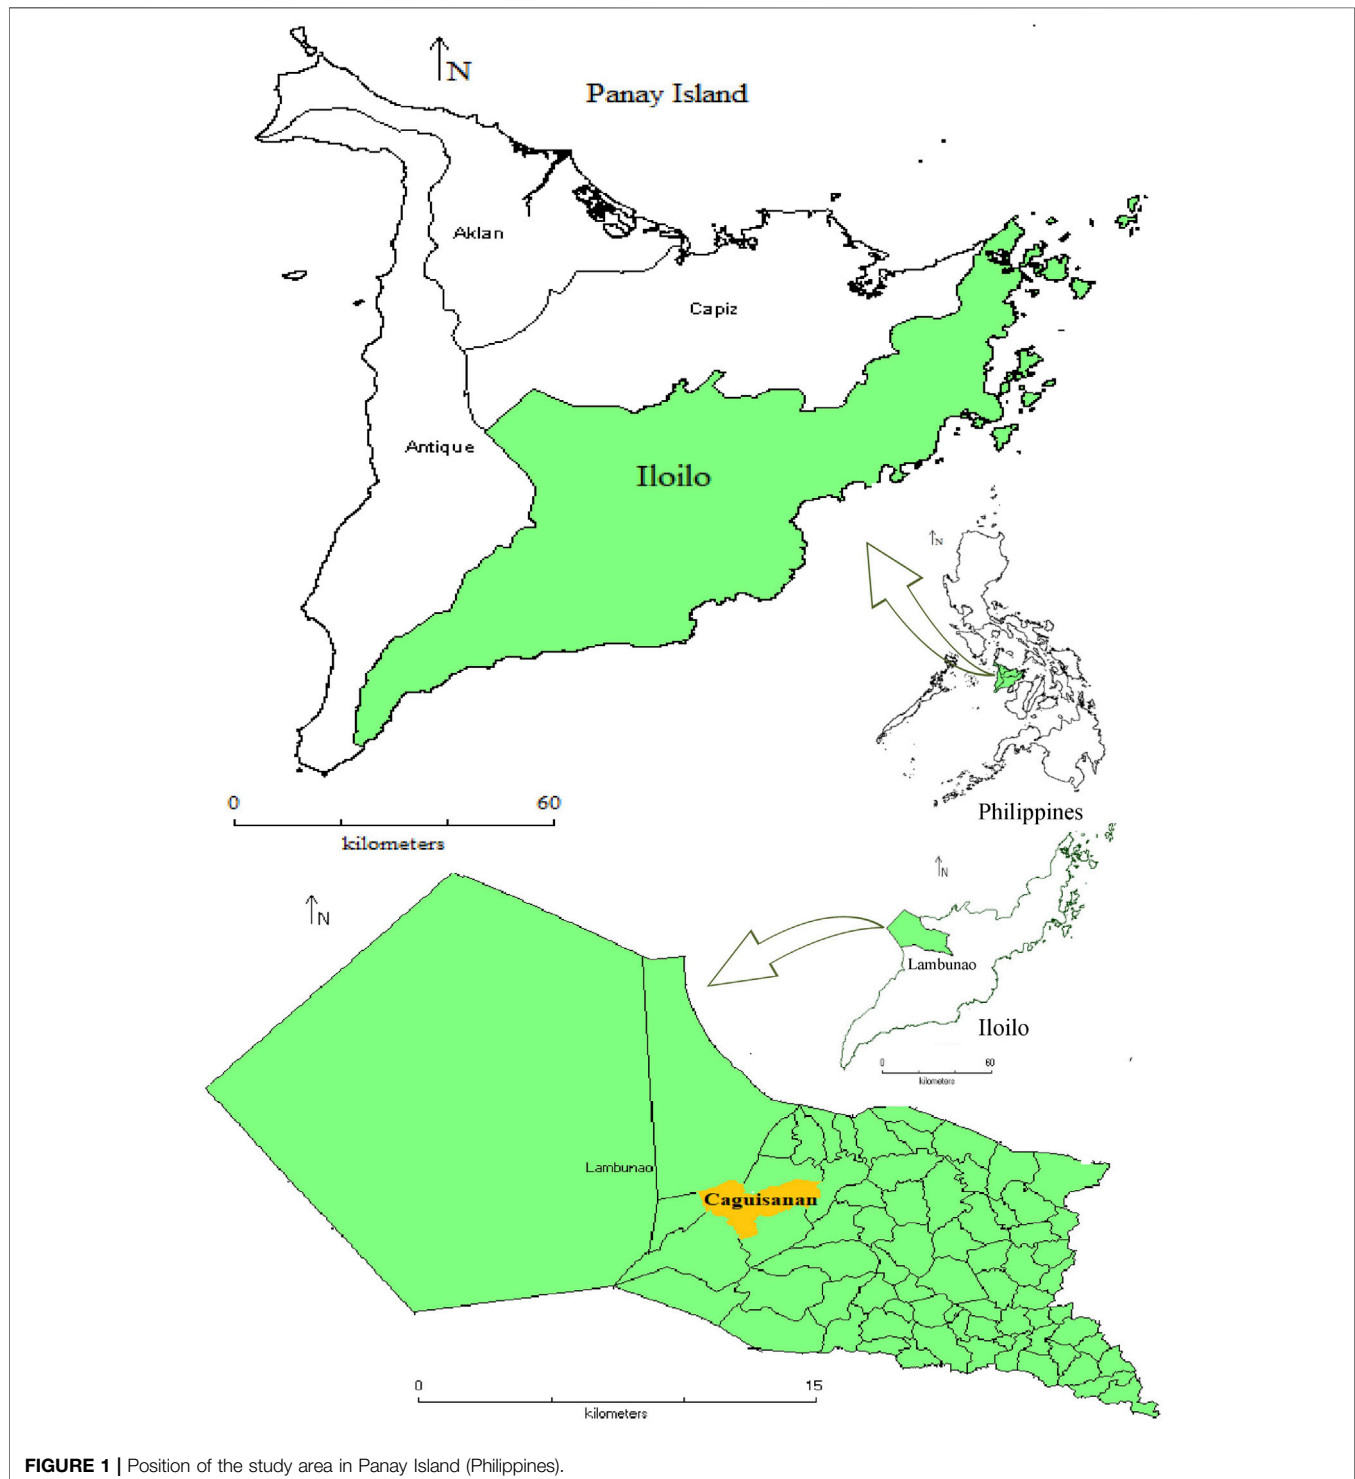 N
Panay Island
Aklan
Capiz
Antique
Iloilo
N
0 60
kilometers
Philippines
N
N
Lambunao
Iloilo
0 60
kilometers
Lambunao
Caguisanan
0 15
kilometers
FIGURE 1 | Position of the study area in Panay Island (Philippines).